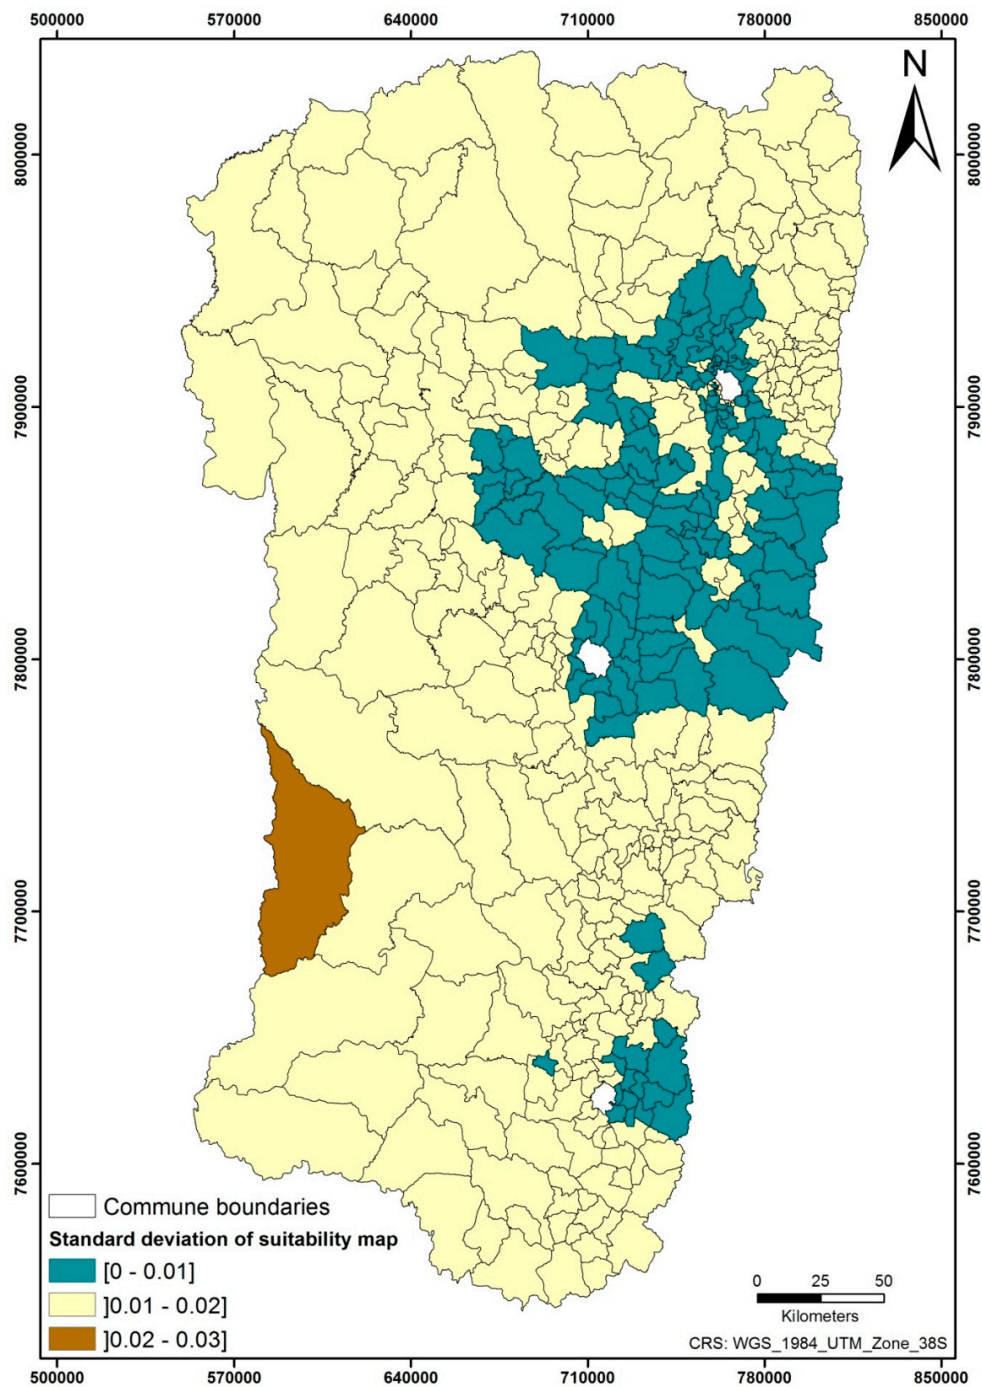 500000 570000 640000 710000 780000 850000
N
8000000 8000000
7900000 7900000
7800000 7800000
7700000 7700000
7600000 7600000
Commune boundaries
Standard deviation of suitability map
[0 - 0.01]
]0.01 - 0.02]
]0.02 - 0.03]
0 25 50
Kilometers
CRS: WGS_1984_UTM_Zone_38S
500000 570000 640000 710000 780000 850000